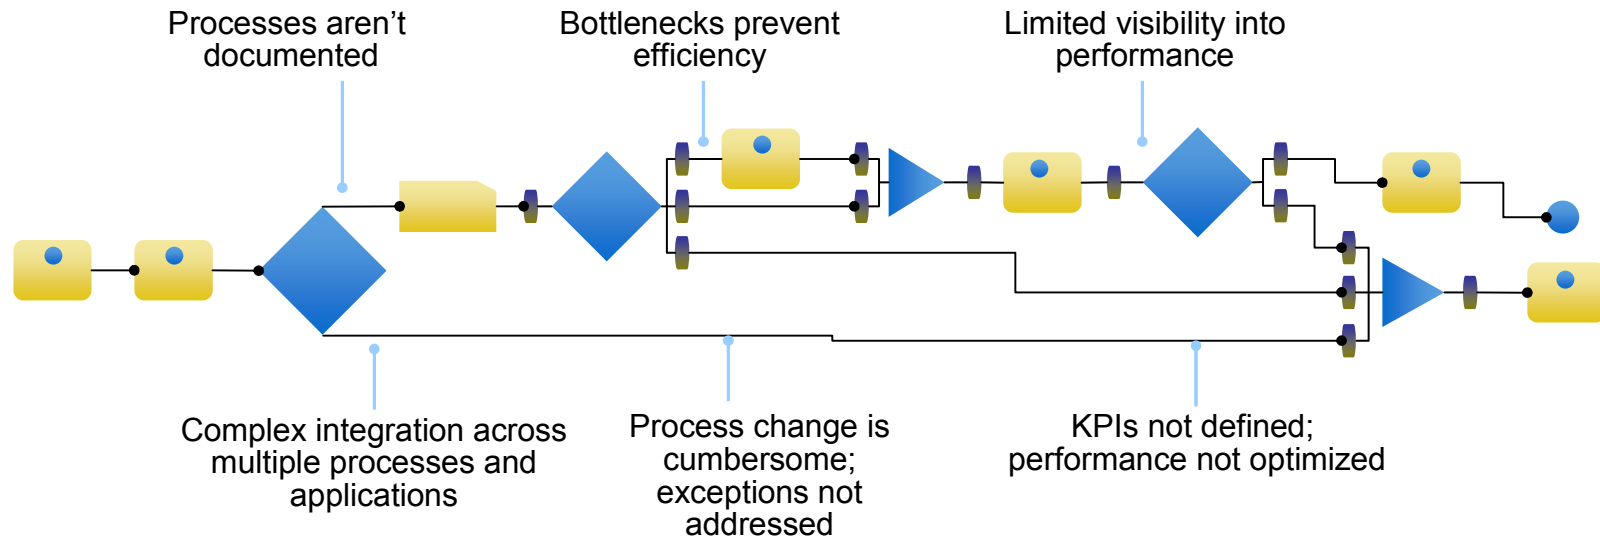 Processes aren't
documented
Bottlenecks prevent
efficiency
Limited visibility into
performance
Complex integration across
multiple processes and
applications
Process change is
cumbersome;
exceptions not
addressed
KPIs not defined;
performance not optimized